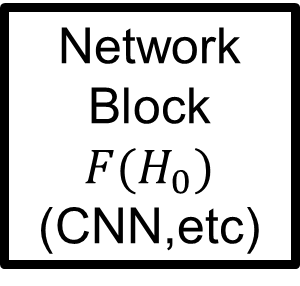 Network
Block
F(H₀)
(CNN,etc)